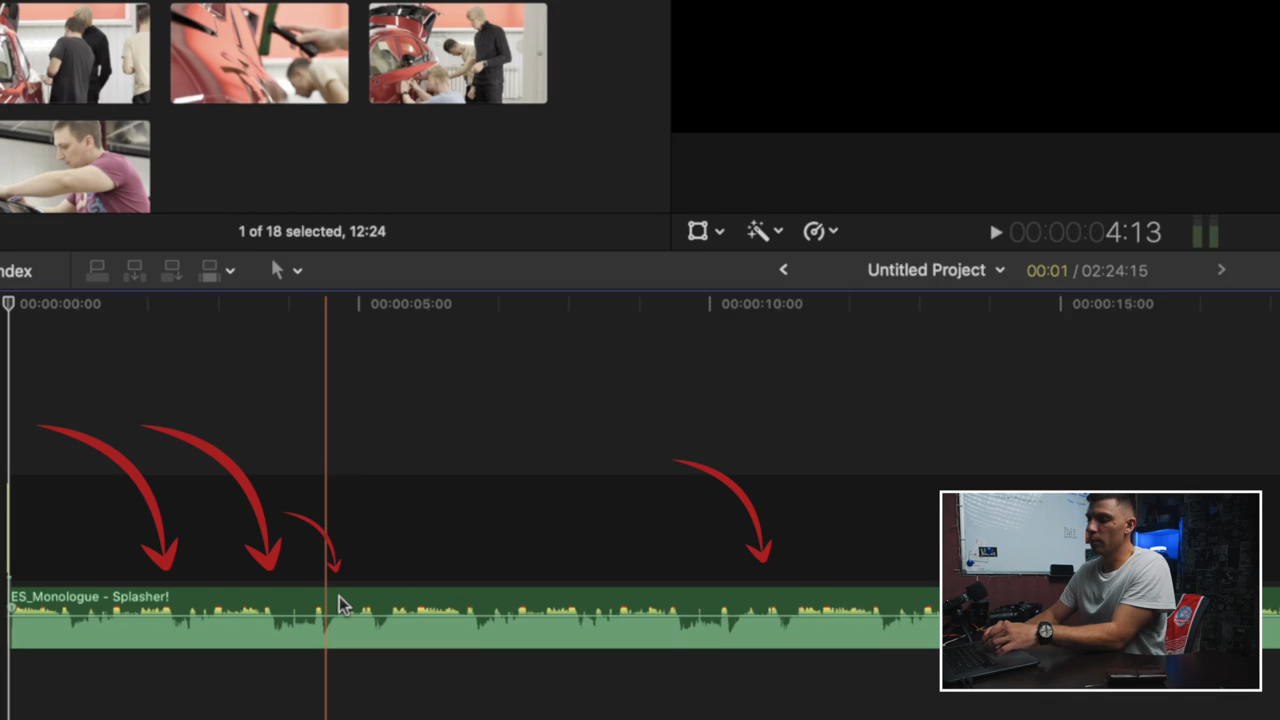 1 of 18 selected, 12:24
00:00:04:13
ndex
Untitled Project
00:01 / 02:24:15
00:00:00:00
00:00:05:00
00:00:10:00
00:00:15:00
ES_Monologue - Splasher!